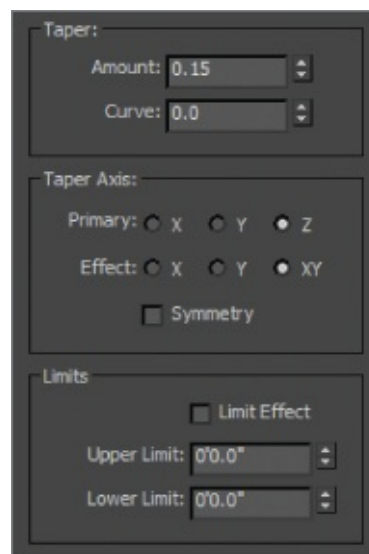 Taper:
Amount: 0.15
Curve: 0.0
Taper Axis:
Primary: X Y Z
Effect: X Y XY
Symmetry
Limits
Limit Effect
Upper Limit: 0'0.0"
Lower Limit: 0'0.0"